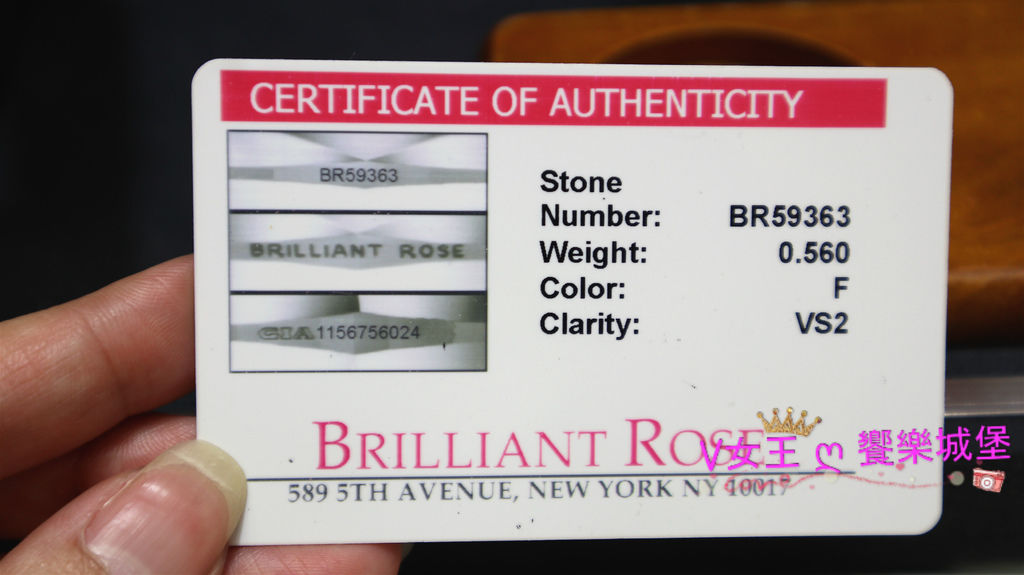 CERTIFICATE OF AUTHENTICITY
BR59363
BRILLIANT ROSE
GIA 1156756024
Stone
Number: BR59363
Weight: 0.560
Color: F
Clarity: VS2
BRILLIANT ROSE
589 5TH AVENUE, NEW YORK NY 10017
V女王 ღ 饗樂城堡